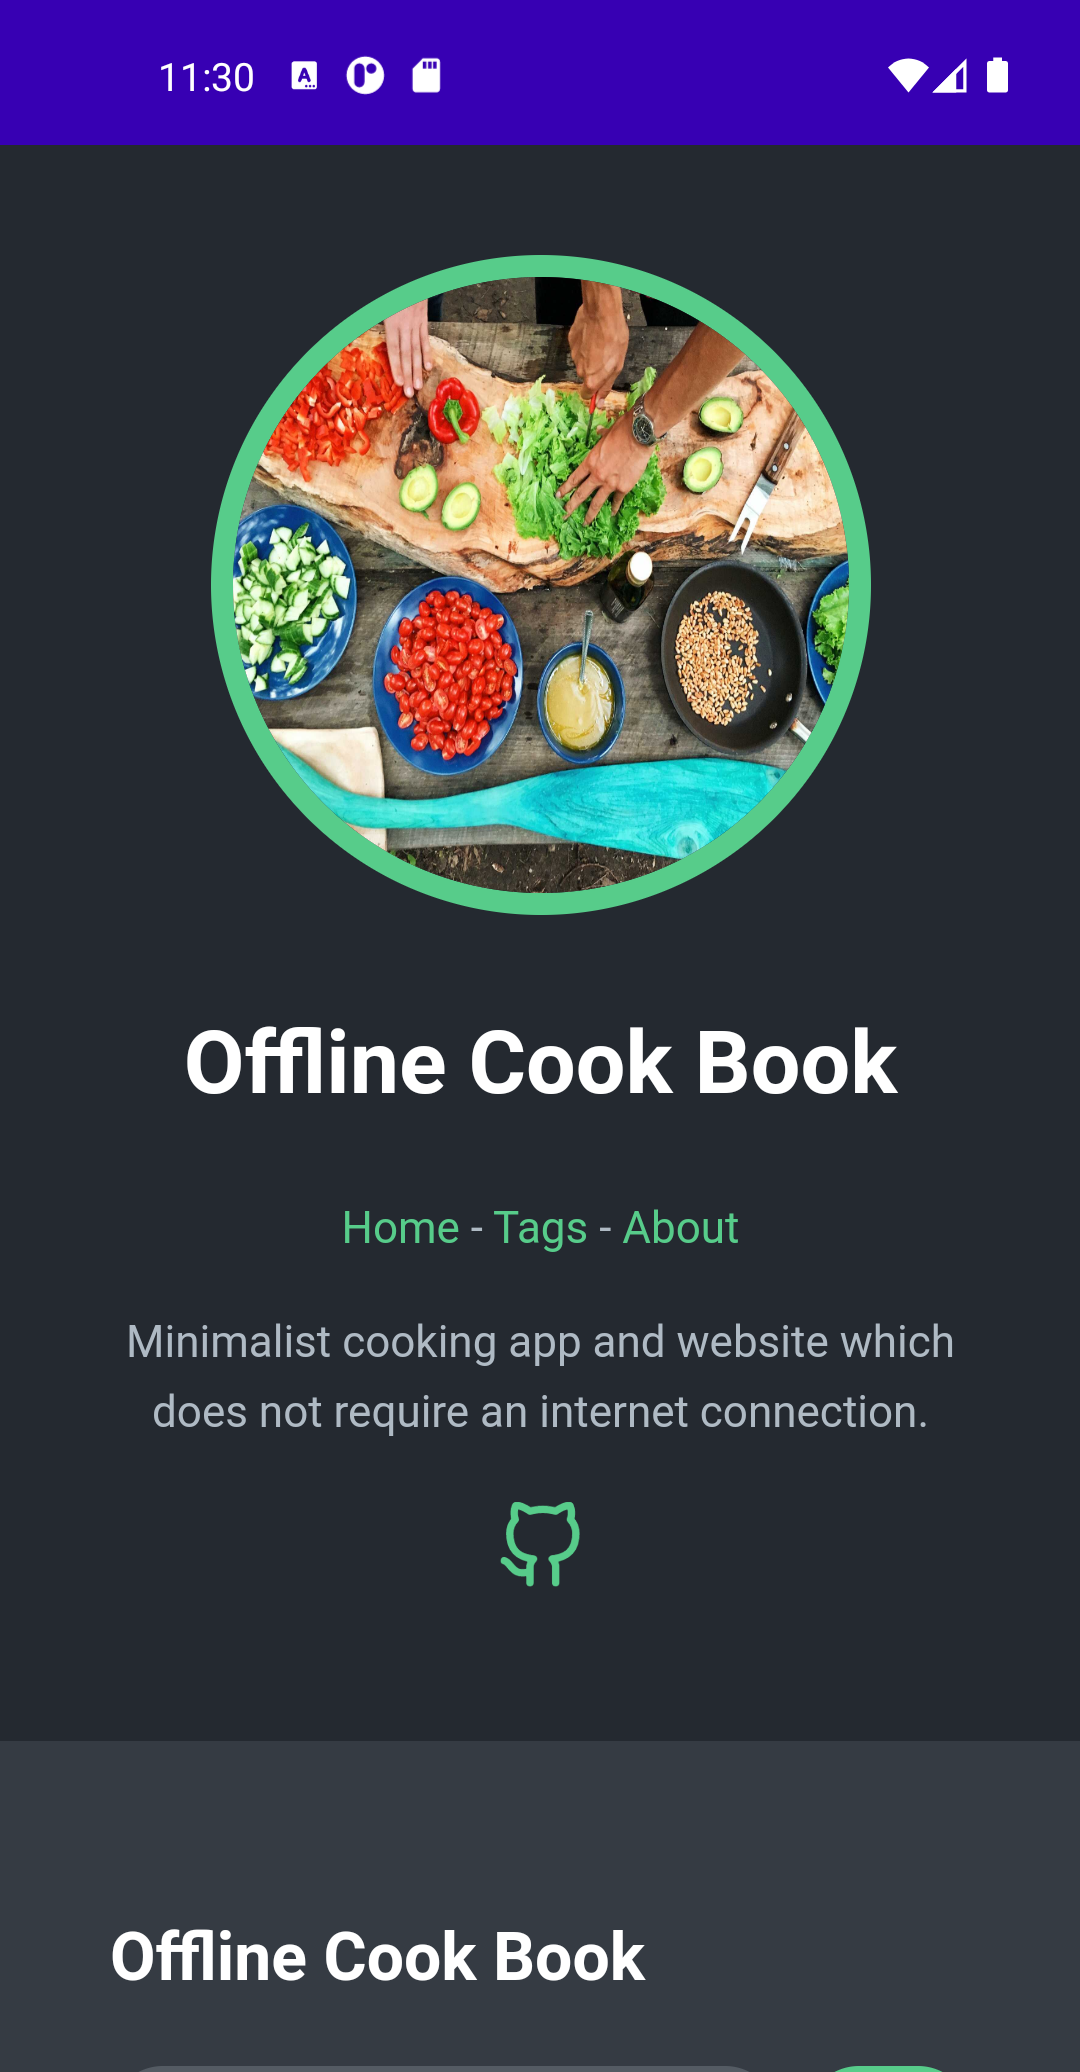 11:30
Offline Cook Book
Home - Tags - About
Minimalist cooking app and website which
does not require an internet connection.
Offline Cook Book